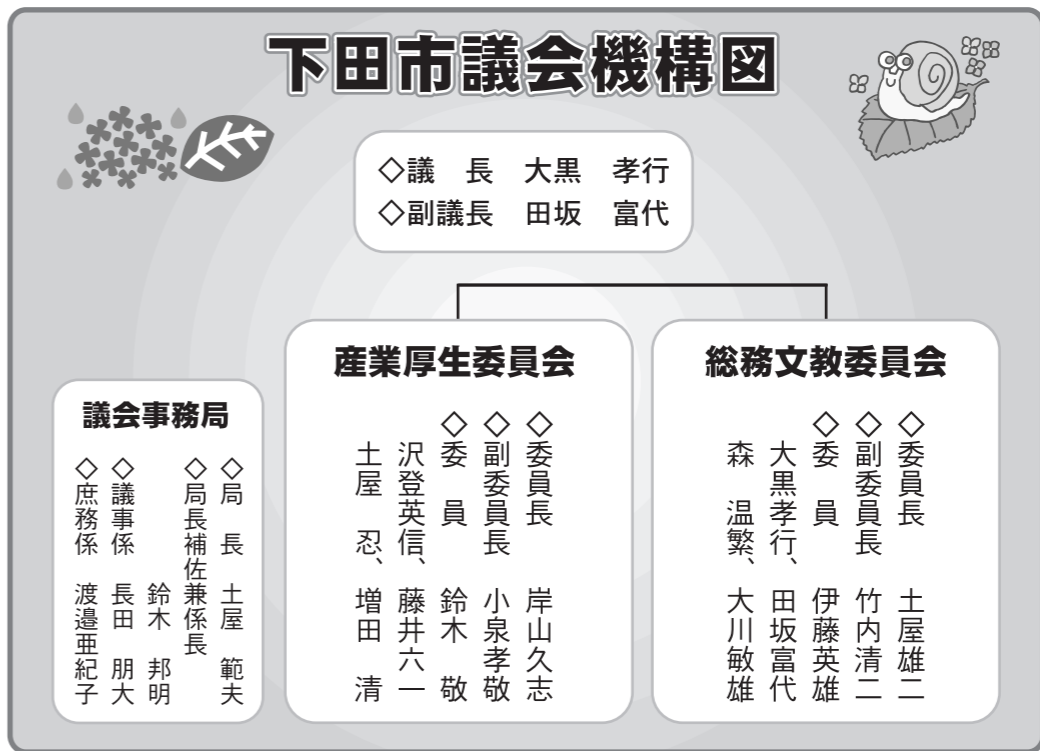 下田市議会機構図
◇議　長　大黒　孝行
◇副議長　田坂　富代
総務文教委員会
◇委員長　土屋雄二
◇副委員長　竹内清二
◇委　員　伊藤英雄
大黒孝行、田坂富代
森　温繁、大川敏雄
産業厚生委員会
◇委員長　岸山久志
◇副委員長　小泉孝敬
◇委　員　鈴木　敬
沢登英信、藤井六一
土屋　忍、増田　清
議会事務局
◇局　長　土屋　範夫
◇局長補佐兼係長
鈴木　邦明
◇議事係　長田　朋大
◇庶務係　渡邉亜紀子